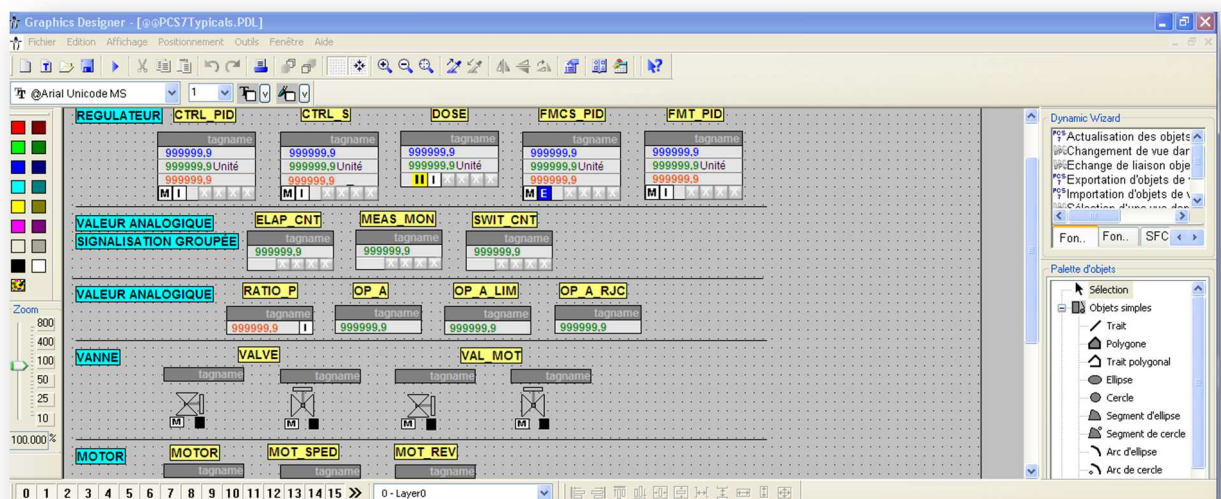 Graphics Designer - [@@PCS7Typicals.PDL]
Fichier Edition Affichage Positionnement Outils Fenêtre Aide
@Arial Unicode MS 1
REGULATEUR CTRL_PID CTRL_S DOSE FMCS_PID FMT_PID
tagname tagname tagname tagname tagname
999999,9 999999,9 999999,9 999999,9 999999,9
999999,9Unité 999999,9Unité 999999,9Unité 999999,9Unité 999999,9Unité
999999,9 999999,9 II I X X X X 999999,9 999999,9
M I X X X X M I X X X X M E X X X X M I X X X X
VALEUR ANALOGIQUE ELAP_CNT MEAS_MON SWIT_CNT
SIGNALISATION GROUPÉE tagname tagname tagname
999999,9 999999,9 999999,9
X X X X X X X X X X X X
VALEUR ANALOGIQUE RATIO_P OP_A OP_A_LIM OP_A_RJC
tagname tagname tagname tagname
999999,9 I 999999,9 999999,9 999999,9
VANNE VALVE VAL_MOT
tagname tagname tagname tagname
M M M M
MOTOR MOTOR MOT_SPED MOT_REV
tagname tagname tagname
Zoom
800
400
100
50
25
10
100.000 %
Dynamic Wizard
Actualisation des objets
Changement de vue dar
Echange de liaison obje
Exportation d'objets de
Importation d'objets de v
Fon.. Fon.. SFC
Palette d'objets
Sélection
Objets simples
Trait
Polygone
Trait polygonal
Ellipse
Cercle
Segment d'ellipse
Segment de cercle
Arc d'ellipse
Arc de cercle
0 1 2 3 4 5 6 7 8 9 10 11 12 13 14 15 0 - Layer0